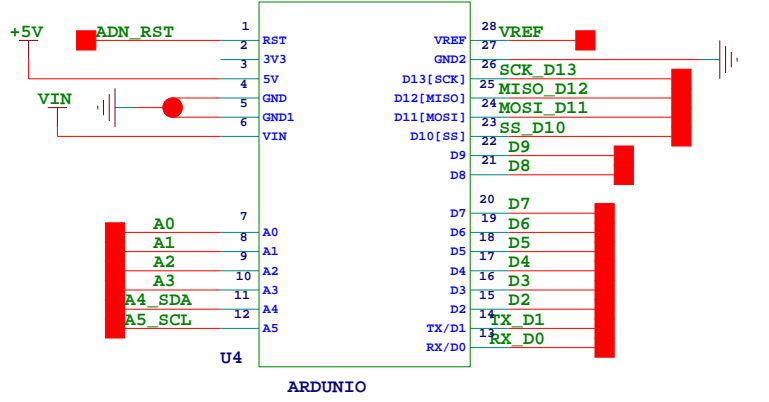 +5V
ADN_RST
1
RST
28
VREF
VREF
2
3V3
27
GND2
3
5V
26
D13[SCK]
SCK_D13
VIN
4
GND
25
D12[MISO]
MISO_D12
5
GND1
24
D11[MOSI]
MOSI_D11
6
VIN
23
D10[SS]
SS_D10
22
D9
D9
21
D8
D8
20
D7
D7
A0
7
A0
19
D6
D6
A1
8
A1
18
D5
D5
A2
9
A2
17
D4
D4
A3
10
A3
16
D3
D3
A4_SDA
11
A4
15
D2
D2
A5_SCL
12
A5
14
TX/D1
TX_D1
13
RX/D0
RX_D0
U4
ARDUNIO